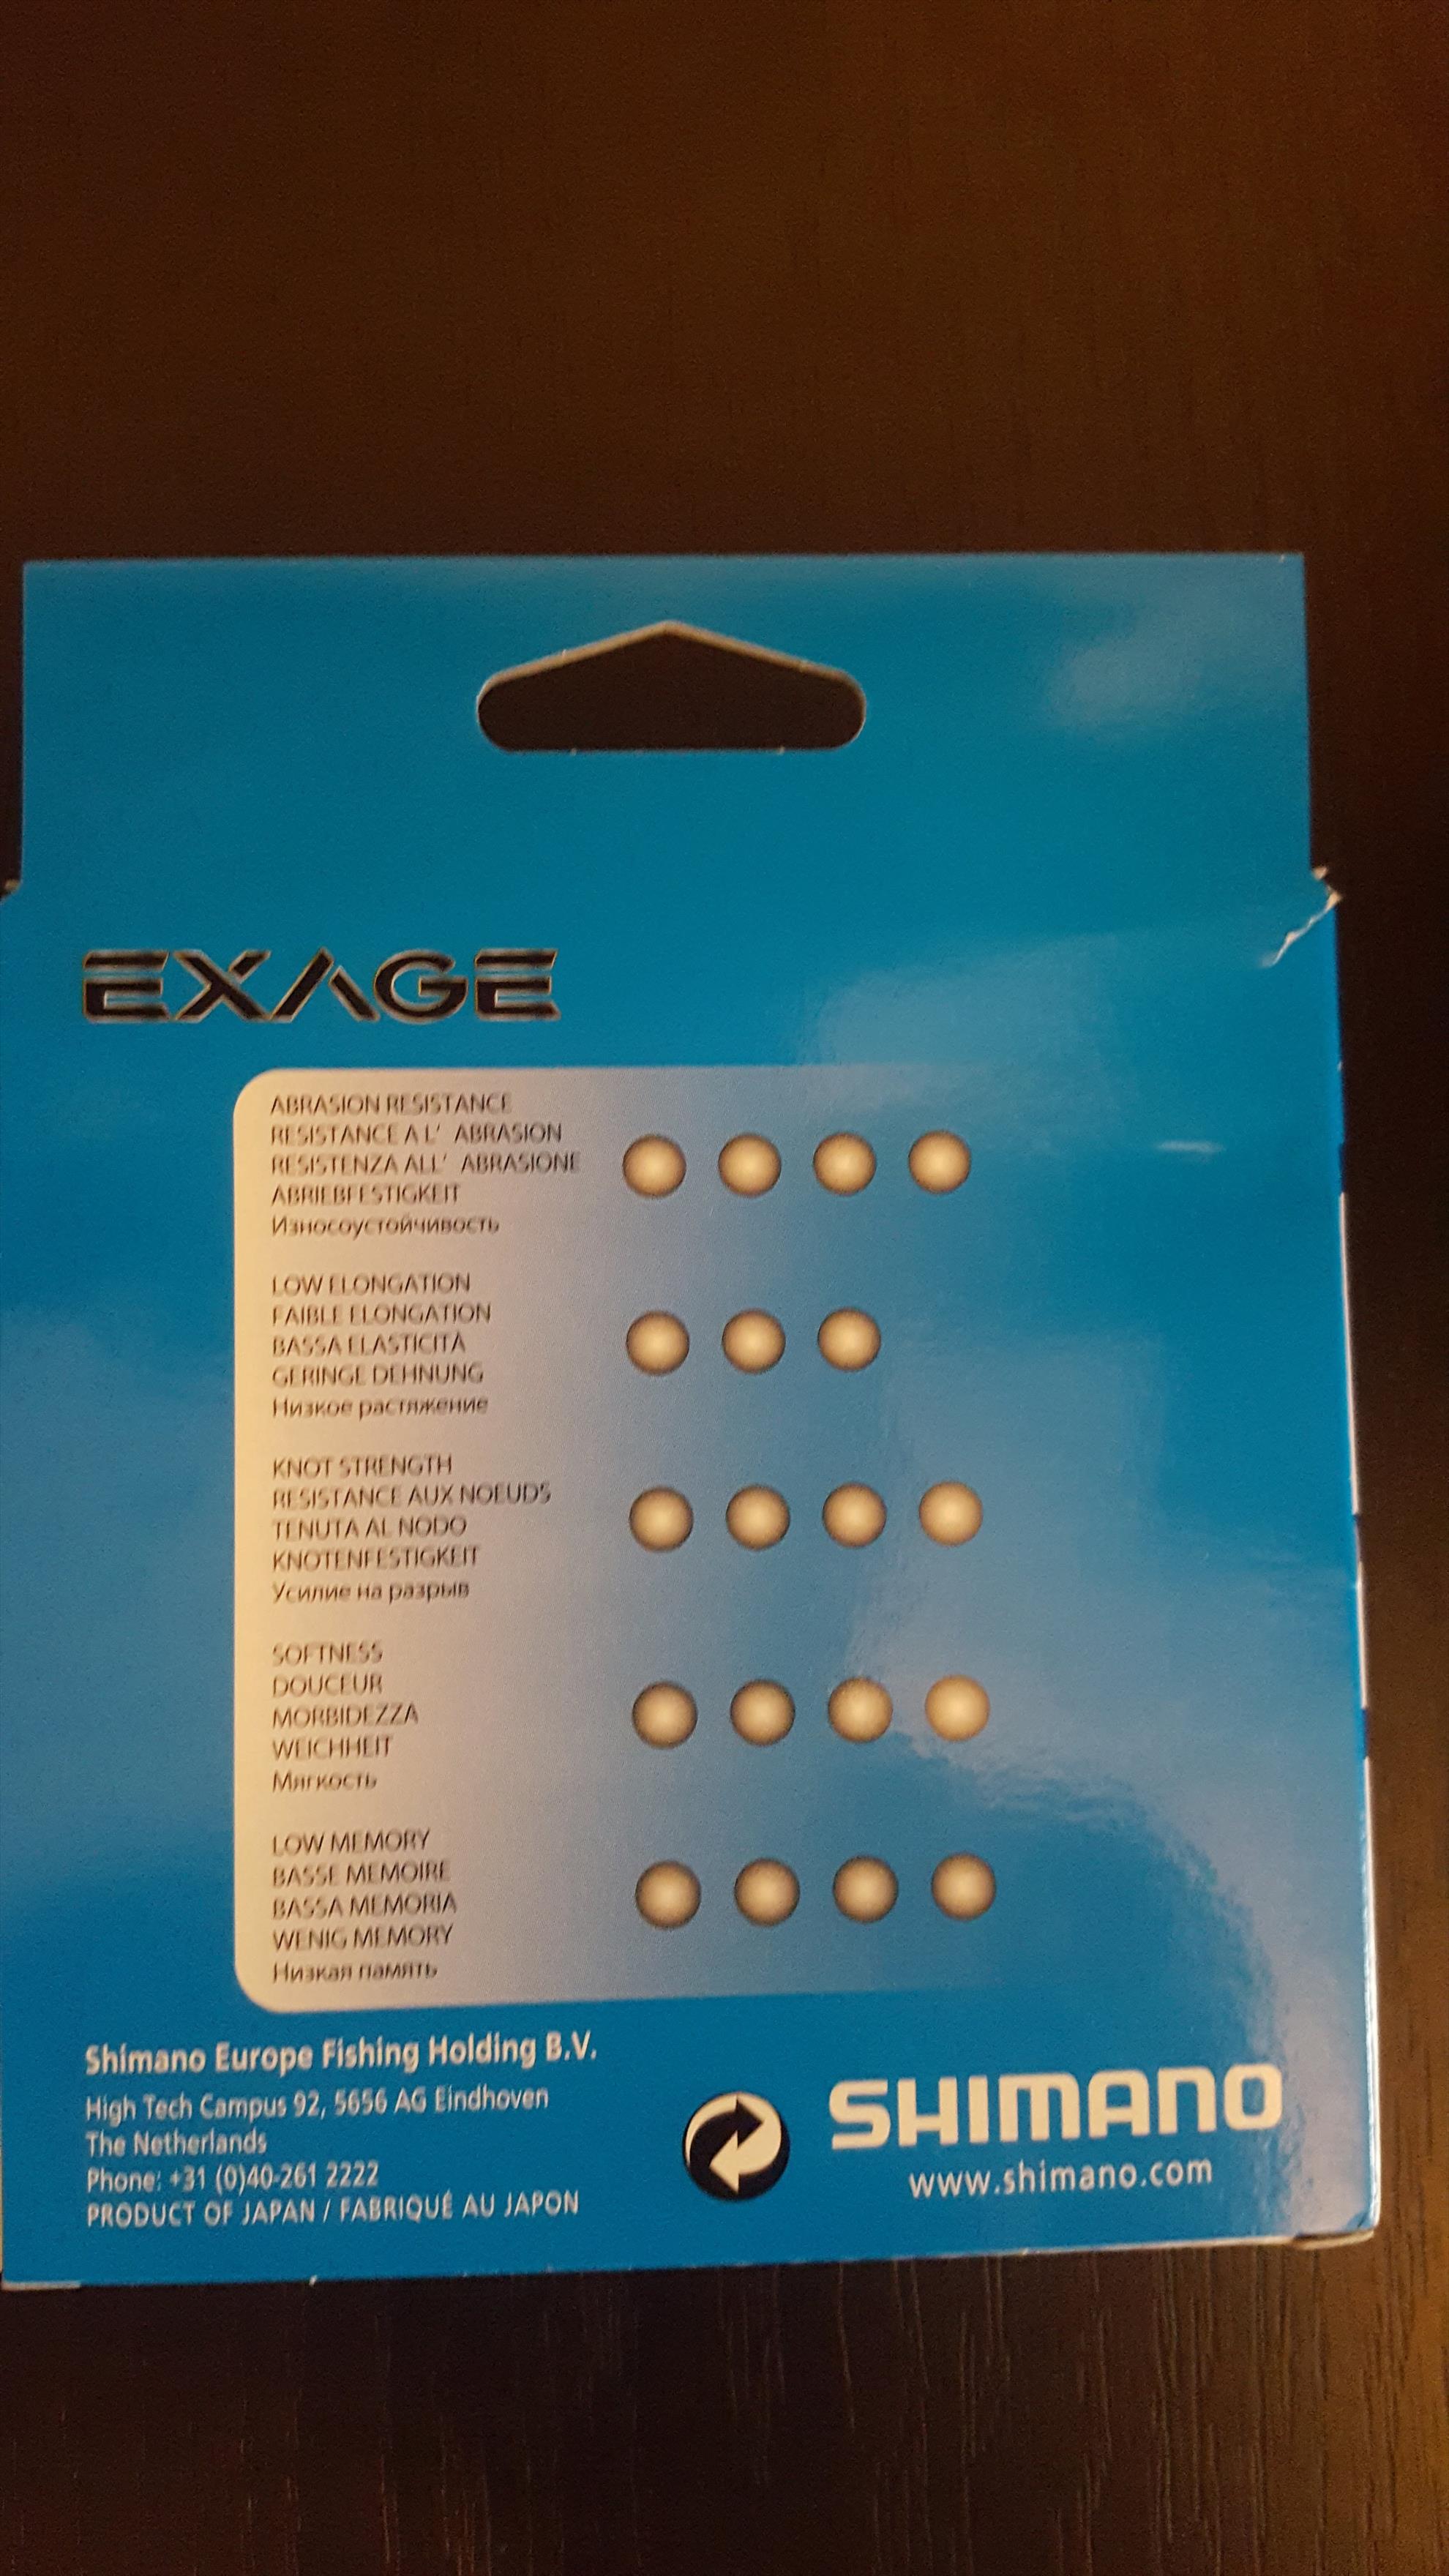 EXAGE
ABRASION RESISTANCE
RESISTANCE A L' ABRASION
RESISTENZA ALL' ABRASIONE
ABRIEBFESTIGKEIT
Износоустойчивость
LOW ELONGATION
FAIBLE ELONGATION
BASSA ELASTICITÀ
GERINGE DEHNUNG
Низкое растяжение
KNOT STRENGTH
RESISTANCE AUX NOEUDS
TENUTA AL NODO
KNOTENFESTIGKEIT
Усилие на разрыв
SOFTNESS
DOUCEUR
MORBIDEZZA
WEICHHEIT
Мягкость
LOW MEMORY
BASSE MEMOIRE
BASSA MEMORIA
WENIG MEMORY
Низкая память
Shimano Europe Fishing Holding B.V.
High Tech Campus 92, 5656 AG Eindhoven
The Netherlands
Phone: +31 (0)40-261 2222
PRODUCT OF JAPAN / FABRIQUÉ AU JAPON
SHIMANO
www.shimano.com